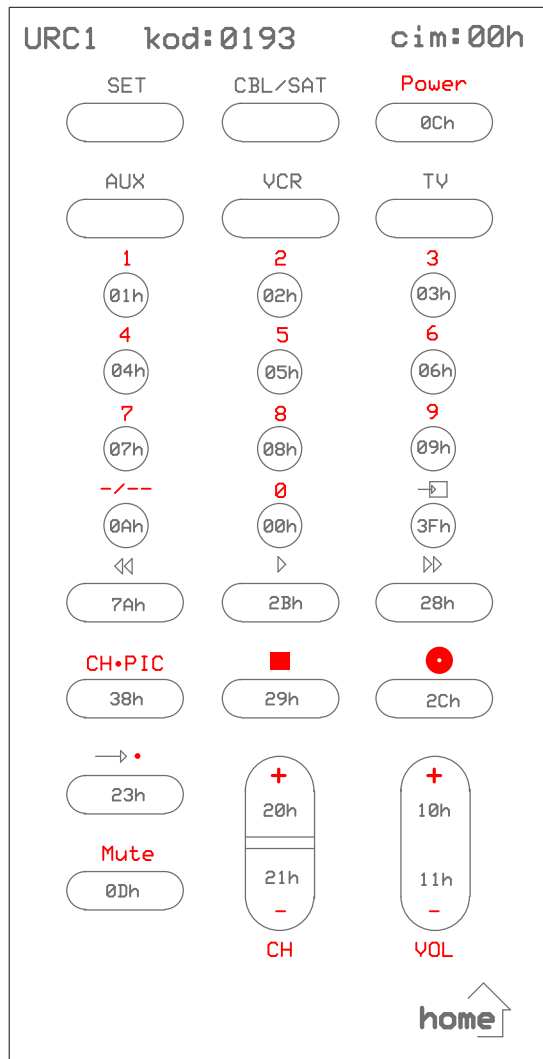 URC1 kod:0193 cim:00h
SET CBL/SAT Power
0Ch
AUX VCR TV
1 2 3
01h 02h 03h
4 5 6
04h 05h 06h
7 8 9
07h 08h 09h
-/-- 0
0Ah 00h 3Fh
7Ah 2Bh 28h
CH•PIC
38h 29h 2Ch
+ +
23h 20h 10h
Mute
21h 11h
0Dh
- -
CH VOL
home